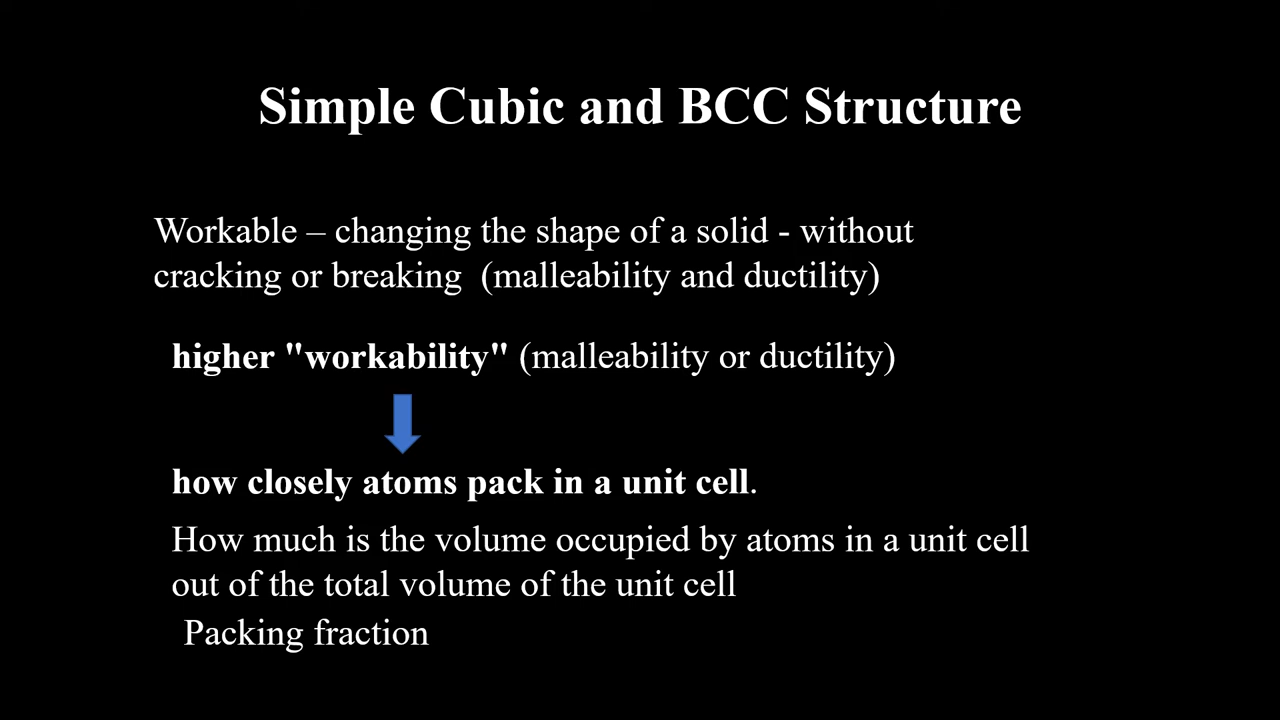 Simple Cubic and BCC Structure
Workable – changing the shape of a solid - without
cracking or breaking  (malleability and ductility)
higher "workability" (malleability or ductility)
how closely atoms pack in a unit cell.
How much is the volume occupied by atoms in a unit cell
out of the total volume of the unit cell
Packing fraction